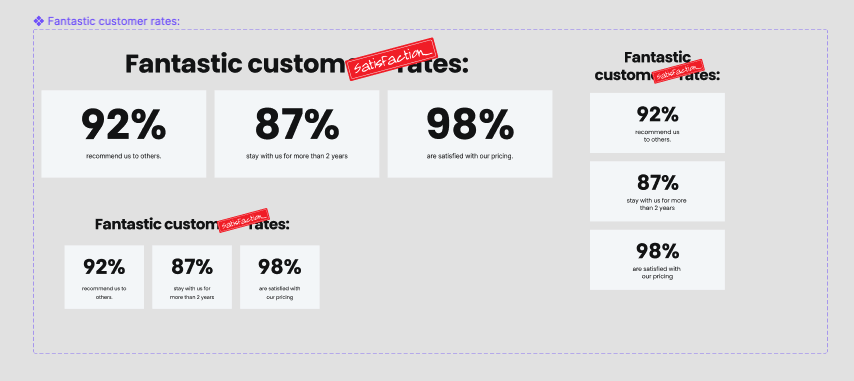 Fantastic customer rates:
Fantastic custom rates:
satisfaction
92%
recommend us to others.
87%
stay with us for more than 2 years
98%
are satisfied with our pricing.
Fantastic
custome rates:
satisfaction
92%
recommend us
to others.
87%
stay with us for more
than 2 years
98%
are satisfied with
our pricing
Fantastic custom rates:
satisfaction
92%
recommend us to
others.
87%
stay with us for
more than 2 years
98%
are satisfied with
our pricing